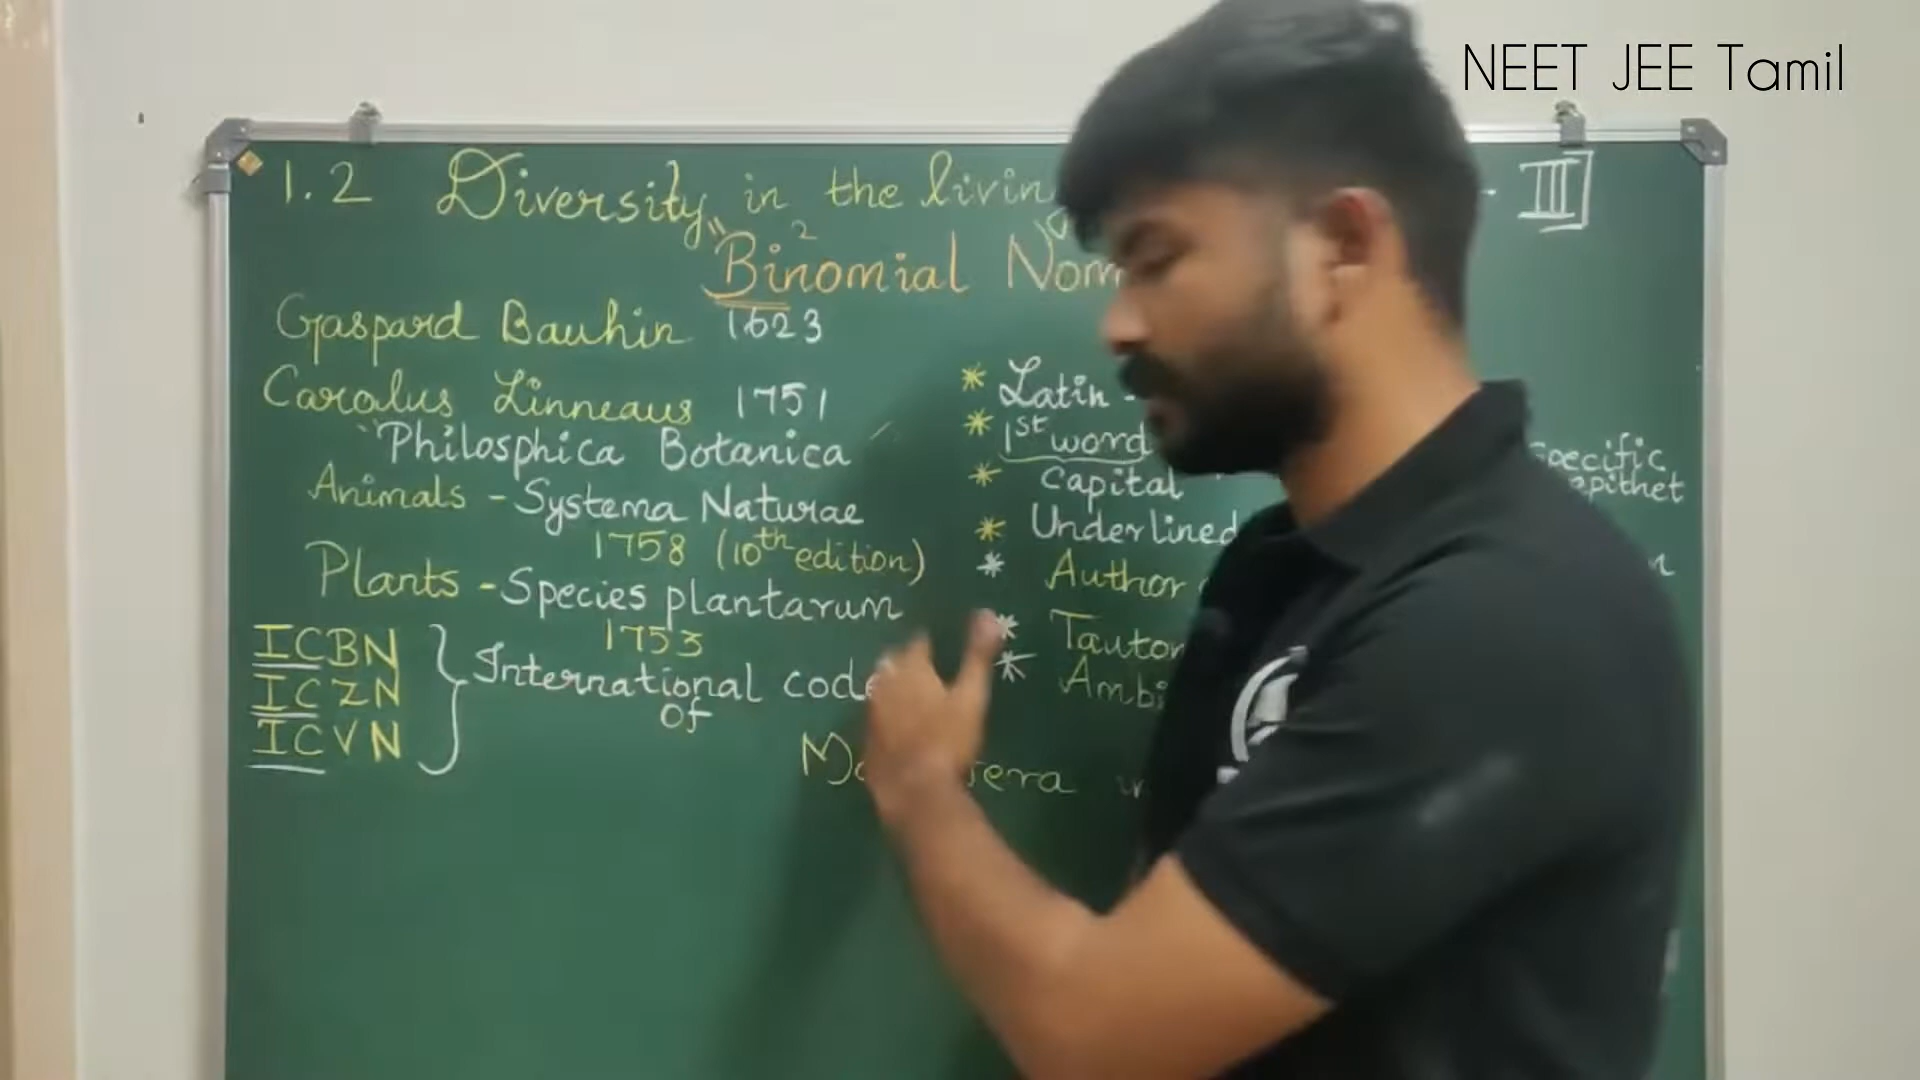 NEET JEE Tamil
1.2 Diversity in the livin
- III
2
"Binomial Nom
Gaspard Bauhin 1623
Carolus Linneaus 1751
"Philosphica Botanica
Animals - Systema Naturae
1758 (10th edition)
Plants - Species plantarum
1753
ICBN
ICZN
ICVN
International code
Of
* Latin -
* 1st word
* Capital
* Underlined
* Author
* Tauton
* Ambi
specific
epithet